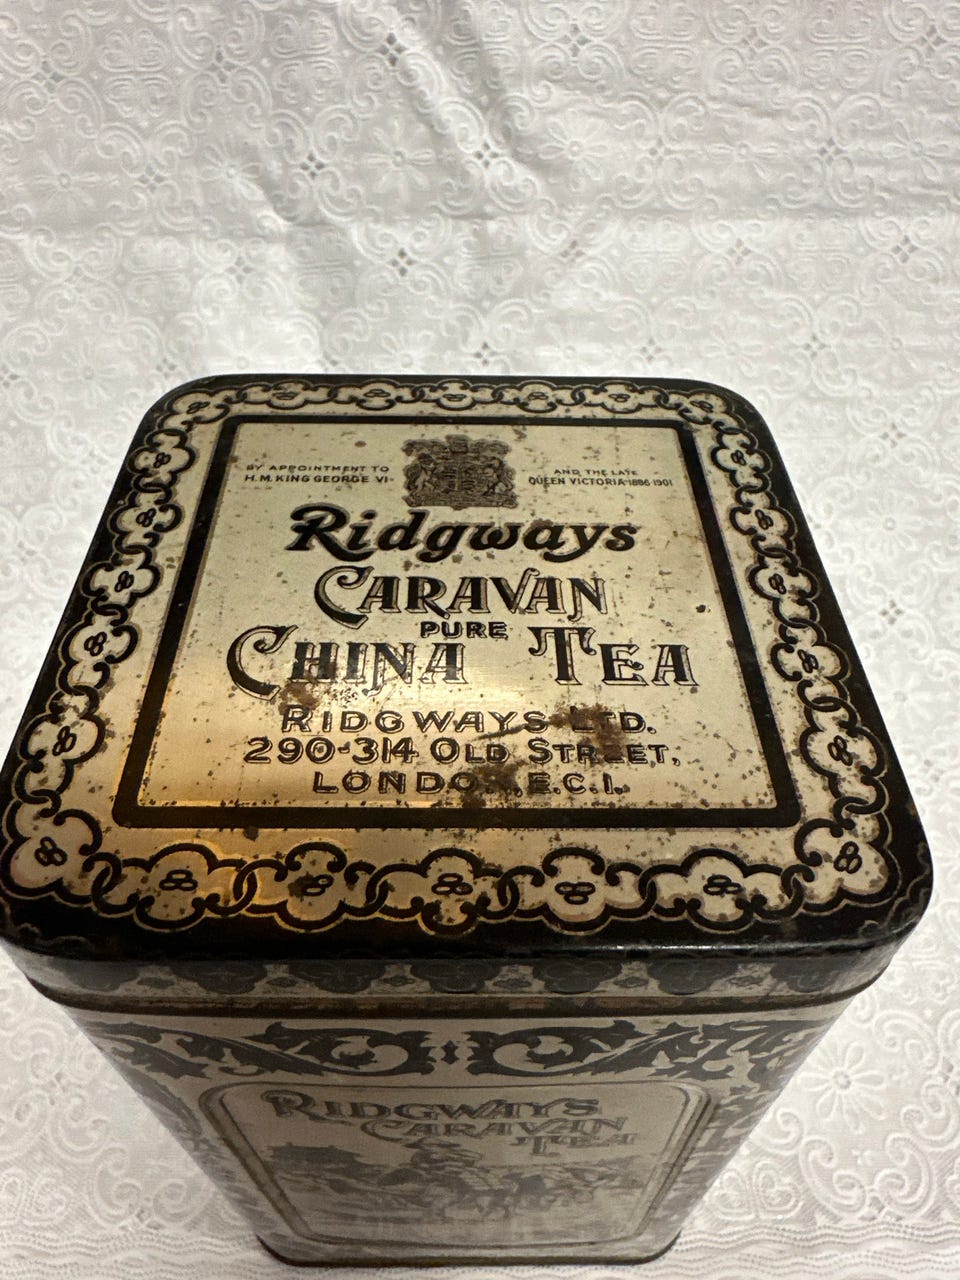 BY APPOINTMENT TO
H.M. KING GEORGE VI
AND THE LATE
QUEEN VICTORIA·1886·1901
Ridgways
CARAVAN
PURE
CHINA TEA
RIDGWAYS LTD.
290-314 OLD STREET,
LONDON, E.C.1.
RIDGWAYS
CARAVAN
TEA